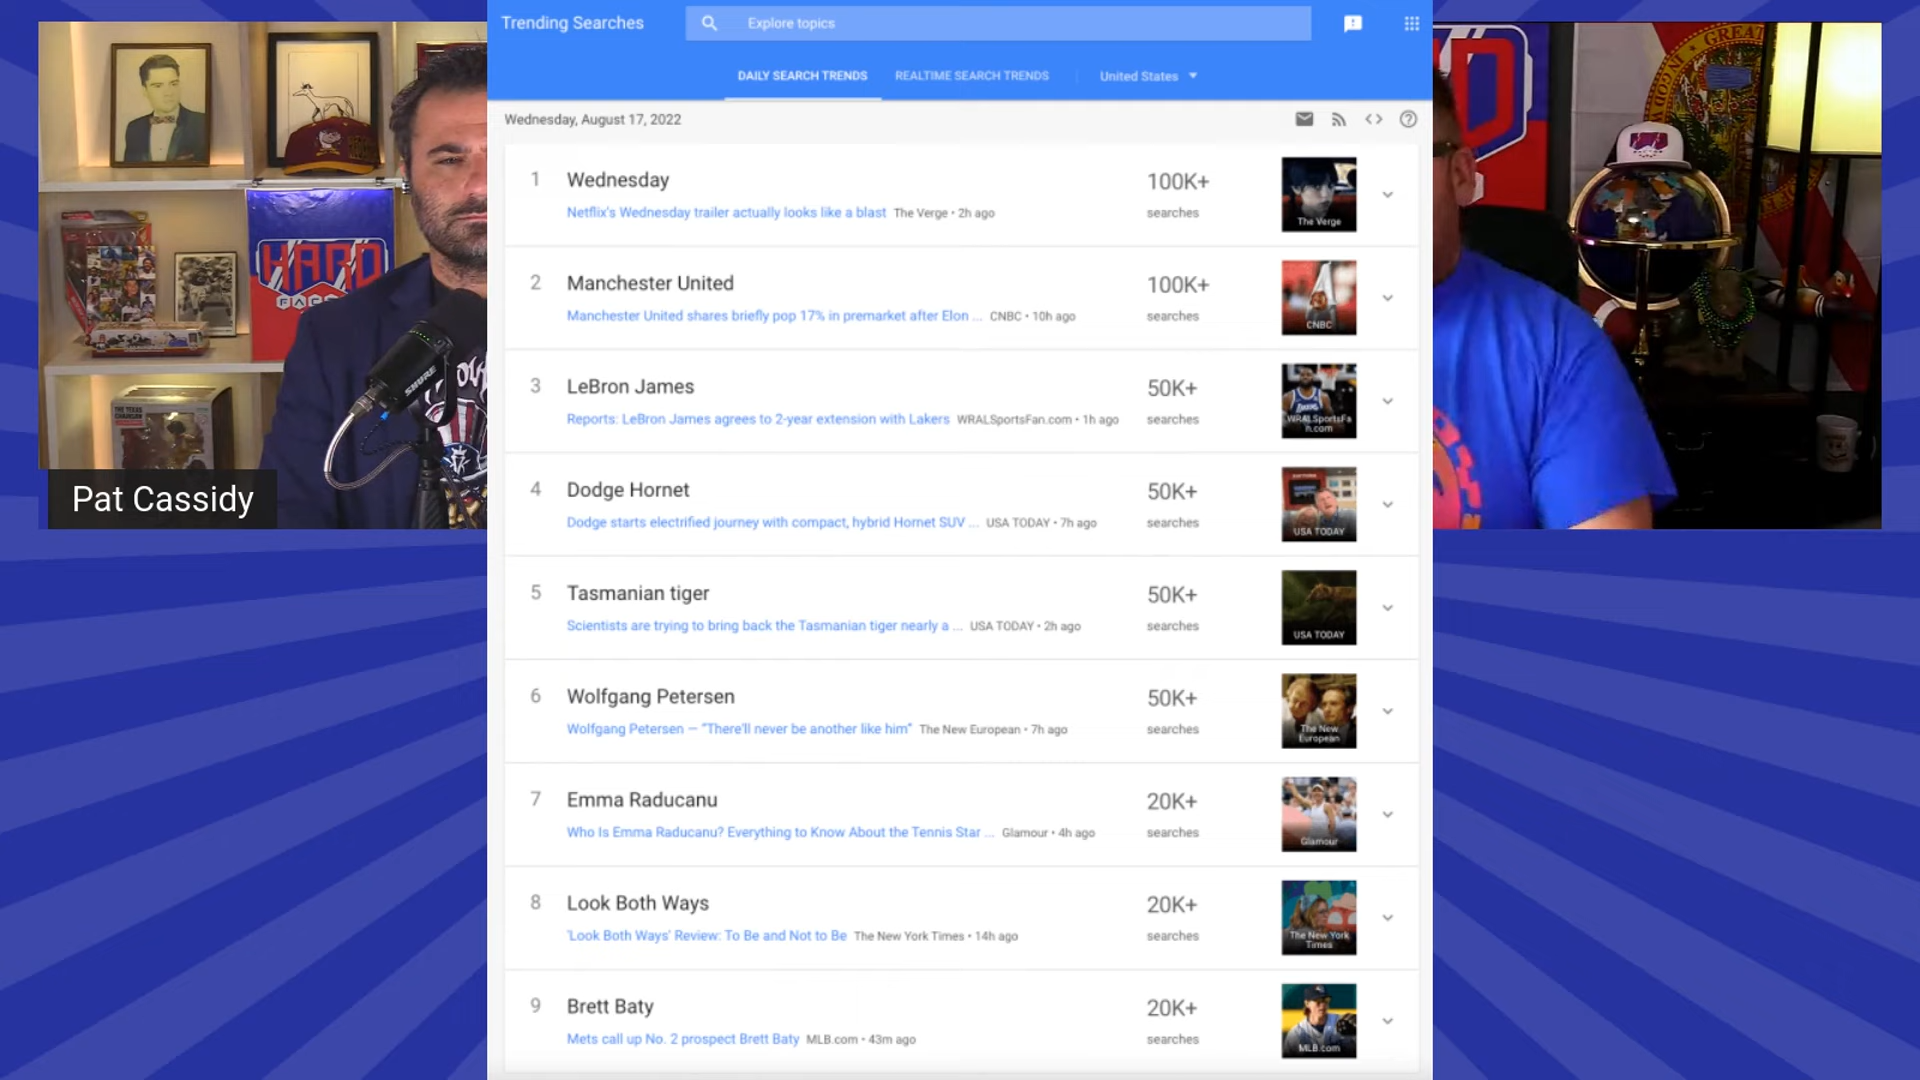 Trending Searches
Explore topics
DAILY SEARCH TRENDS
REALTIME SEARCH TRENDS
United States
Wednesday, August 17, 2022
1
Wednesday
Netflix's Wednesday trailer actually looks like a blast The Verge • 2h ago
100K+
searches
The Verge
2
Manchester United
Manchester United shares briefly pop 17% in premarket after Elon ... CNBC • 10h ago
100K+
searches
CNBC
3
LeBron James
Reports: LeBron James agrees to 2-year extension with Lakers WRALSportsFan.com • 1h ago
50K+
searches
WRALSportsFa
n.com
4
Dodge Hornet
Dodge starts electrified journey with compact, hybrid Hornet SUV ... USA TODAY • 7h ago
50K+
searches
USA TODAY
5
Tasmanian tiger
Scientists are trying to bring back the Tasmanian tiger nearly a ... USA TODAY • 2h ago
50K+
searches
USA TODAY
6
Wolfgang Petersen
Wolfgang Petersen — “There'll never be another like him” The New European • 7h ago
50K+
searches
The New
European
7
Emma Raducanu
Who Is Emma Raducanu? Everything to Know About the Tennis Star ... Glamour • 4h ago
20K+
searches
Glamour
8
Look Both Ways
'Look Both Ways' Review: To Be and Not to Be The New York Times • 14h ago
20K+
searches
The New York
Times
9
Brett Baty
Mets call up No. 2 prospect Brett Baty MLB.com • 43m ago
20K+
searches
MLB.com
HARD
THE TEXAS
SHURE
Pat Cassidy
GREAT